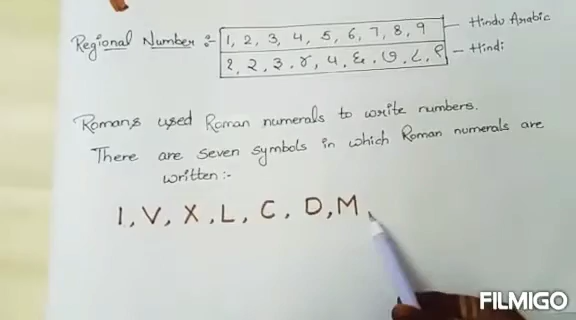 Regional Number :- 1, 2, 3, 4, 5, 6, 7, 8, 9 — Hindu Arabic
१, २, ३, ४, ५, ६, ७, ८, ९ — Hindi
Romans used Roman numerals to write numbers.
There are seven symbols in which Roman numerals are
written :-
I, V, X, L, C, D, M,
FILMIGO